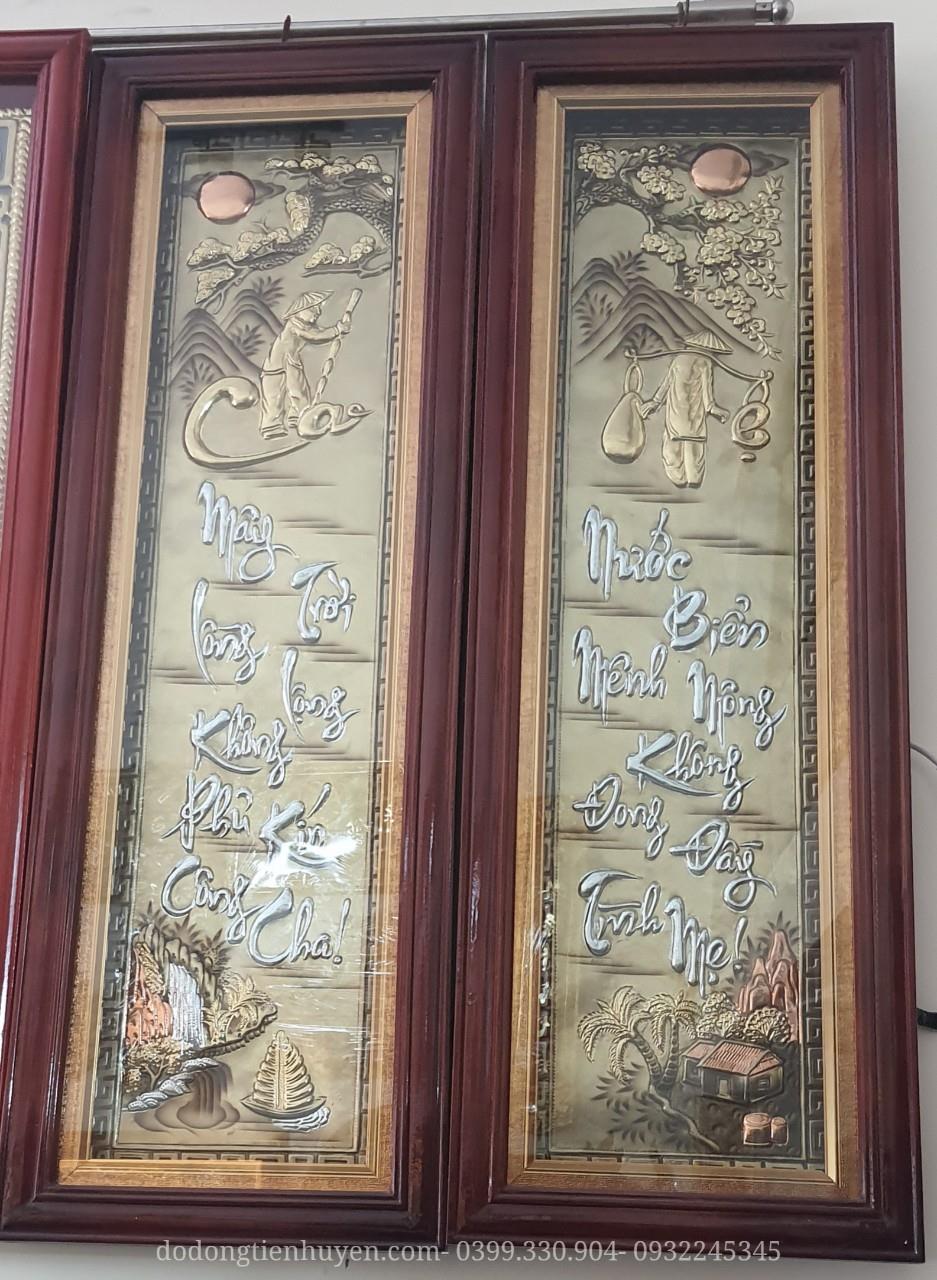 Cha
Mây
Trời
lồng
lộng
Không
Phủ
Kín
Công
Cha!
Mẹ
Nước
Biển
Mênh
Mông
Không
Đong
Đầy
Tình
Mẹ!
dodongtienhuyen.com- 0399.330.904- 0932245345